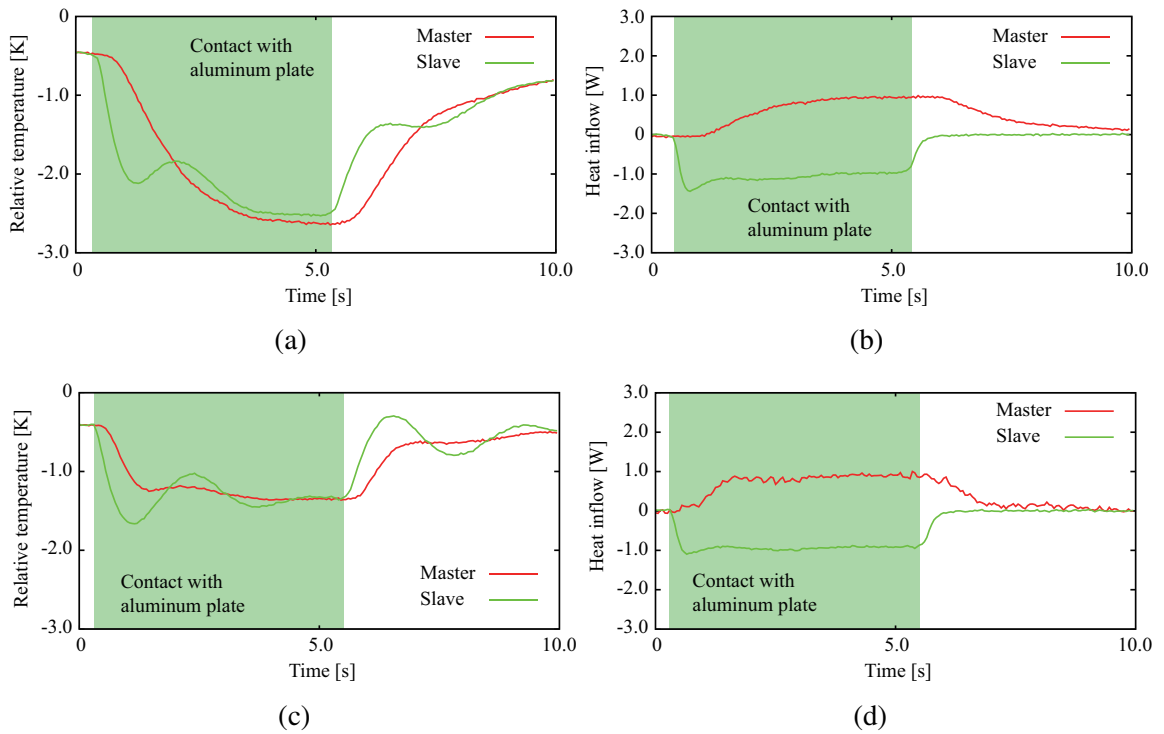 0
-1.0
-2.0
-3.0
Relative temperature [K]
Contact with
aluminum plate
Master
Slave
0
5.0
10.0
Time [s]
(a)
3.0
2.0
1.0
0
-1.0
-2.0
-3.0
Heat inflow [W]
Master
Slave
Contact with
aluminum plate
0
5.0
10.0
Time [s]
(b)
0
-1.0
-2.0
-3.0
Relative temperature [K]
Contact with
aluminum plate
Master
Slave
0
5.0
10.0
Time [s]
(c)
3.0
2.0
1.0
0
-1.0
-2.0
-3.0
Heat inflow [W]
Master
Slave
Contact with
aluminum plate
0
5.0
10.0
Time [s]
(d)